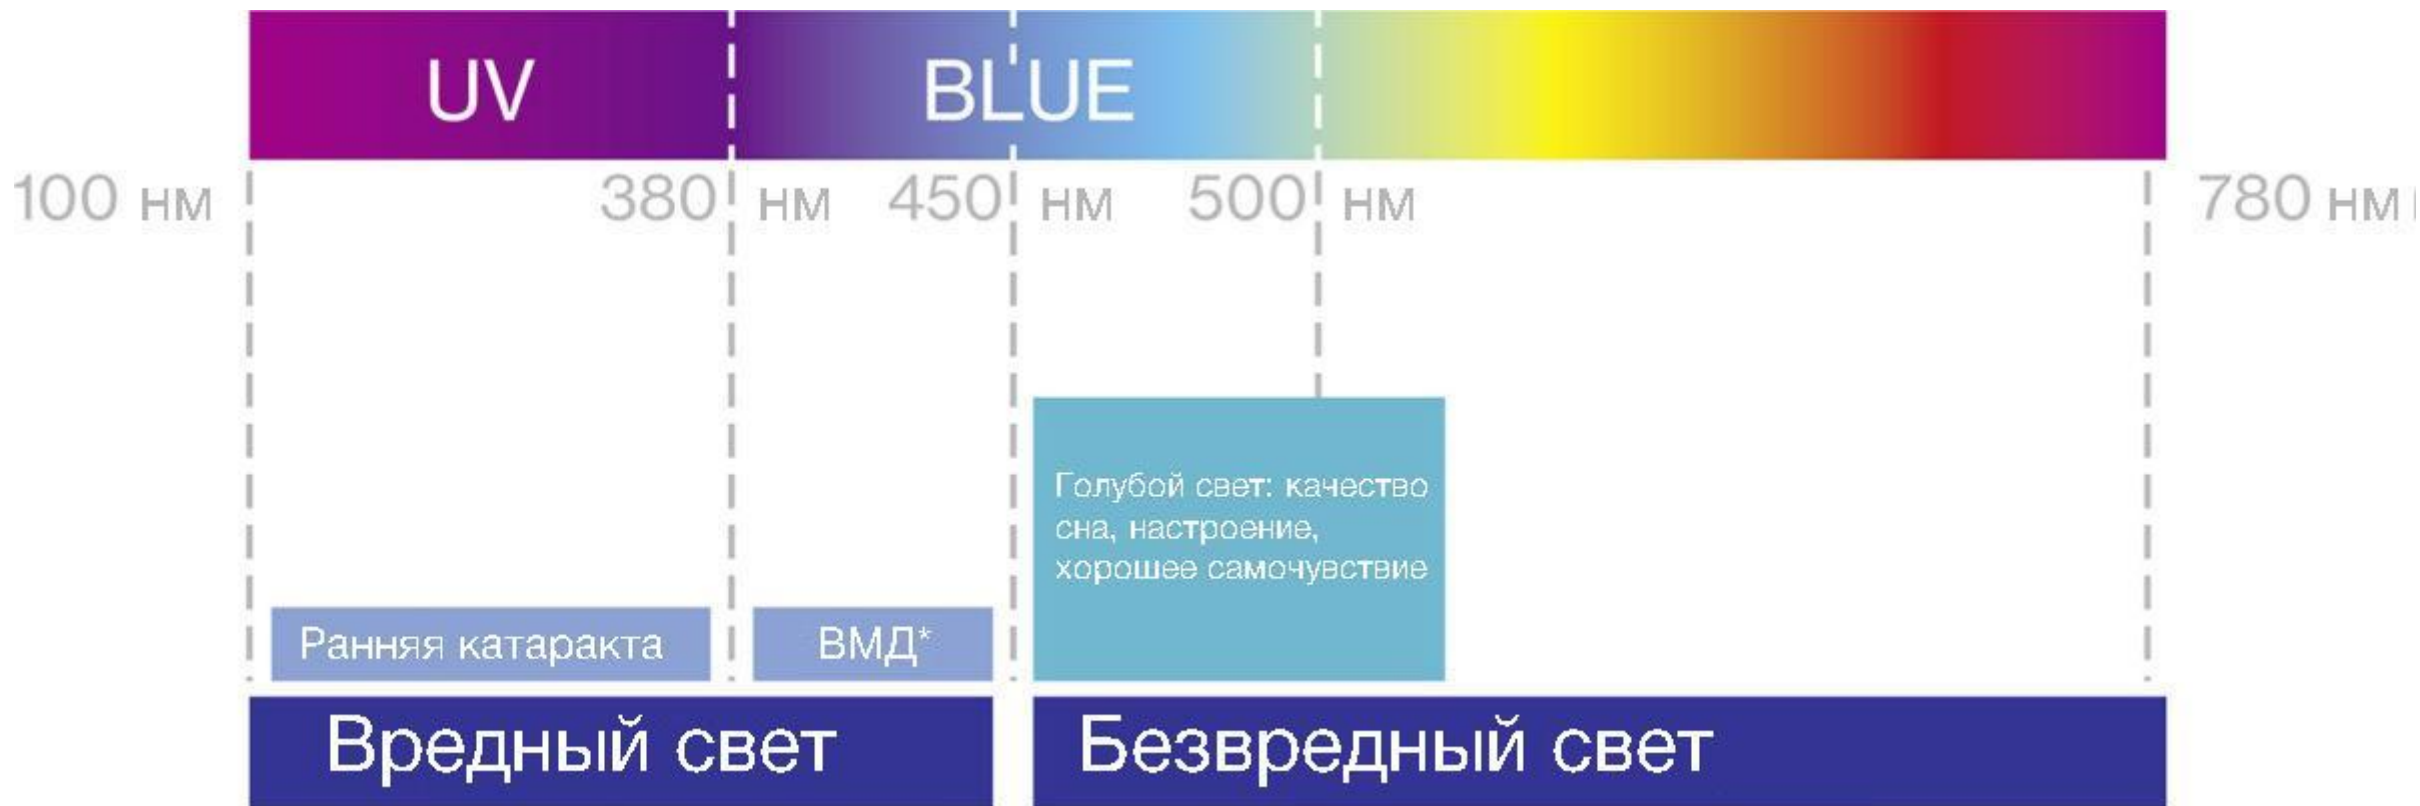 UV BLUE
100 нм 380 нм 450 нм 500 нм 780 нм
Голубой свет: качество
сна, настроение,
хорошее самочувствие
Ранняя катаракта ВМД*
Вредный свет Безвредный свет